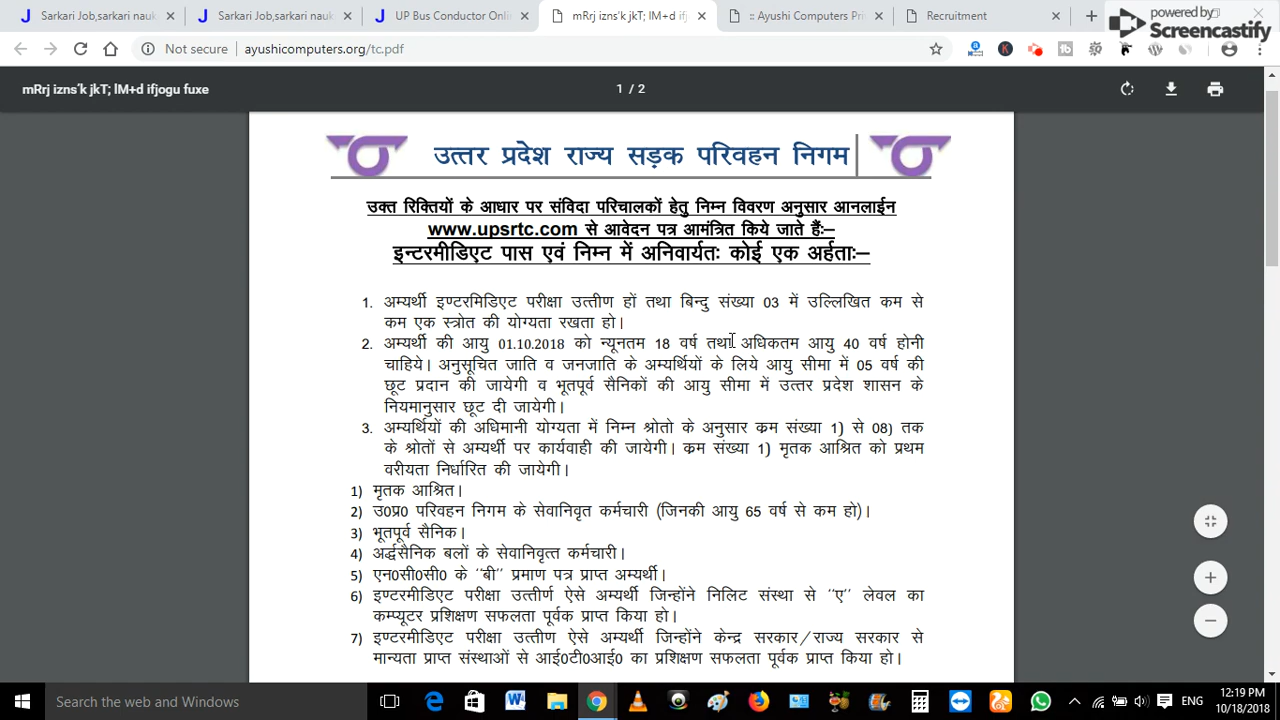 Sarkari Job,sarkari nauk
Sarkari Job,sarkari nauk
UP Bus Conductor Onlin
mRrj izns'k jkT; lM+d ifj
:: Ayushi Computers Pri
Recruitment
powered by
Screencastify
Not secure
ayushicomputers.org/tc.pdf
mRrj izns'k jkT; lM+d ifjogu fuxe
1 / 2
उत्तर प्रदेश राज्य सड़क परिवहन निगम
उक्त रिक्तियों के आधार पर संविदा परिचालकों हेतु निम्न विवरण अनुसार आनलाईन
www.upsrtc.com से आवेदन पत्र आमंत्रित किये जाते हैं:–
इन्टरमीडिएट पास एवं निम्न में अनिवार्यतः कोई एक अर्हताः–
1. अभ्यर्थी इण्टरमिडिएट परीक्षा उत्तीण हों तथा बिन्दु संख्या 03 में उल्लिखित कम से
कम एक स्त्रोत की योग्यता रखता हो।
2. अभ्यर्थी की आयु 01.10.2018 को न्यूनतम 18 वर्ष तथा अधिकतम आयु 40 वर्ष होनी
चाहिये। अनुसूचित जाति व जनजाति के अभ्यर्थियों के लिये आयु सीमा में 05 वर्ष की
छूट प्रदान की जायेगी व भूतपूर्व सैनिकों की आयु सीमा में उत्तर प्रदेश शासन के
नियमानुसार छूट दी जायेगी।
3. अभ्यर्थियों की अधिमानी योग्यता में निम्न श्रोतो के अनुसार क्रम संख्या 1) से 08) तक
के श्रोतों से अभ्यर्थी पर कार्यवाही की जायेगी। क्रम संख्या 1) मृतक आश्रित को प्रथम
वरीयता निर्धारित की जायेगी।
1) मृतक आश्रित।
2) उ0प्र0 परिवहन निगम के सेवानिवृत कर्मचारी (जिनकी आयु 65 वर्ष से कम हो)।
3) भूतपूर्व सैनिक।
4) अर्द्धसैनिक बलों के सेवानिवृत्त कर्मचारी।
5) एन0सी0सी0 के ''बी'' प्रमाण पत्र प्राप्त अभ्यर्थी।
6) इण्टरमीडिएट परीक्षा उत्तीर्ण ऐसे अभ्यर्थी जिन्होंने निलिट संस्था से ''ए'' लेवल का
कम्प्यूटर प्रशिक्षण सफलता पूर्वक प्राप्त किया हो।
7) इण्टरमीडिएट परीक्षा उत्तीण ऐसे अभ्यर्थी जिन्होंने केन्द्र सरकार/राज्य सरकार से
मान्यता प्राप्त संस्थाओं से आई0टी0आई0 का प्रशिक्षण सफलता पूर्वक प्राप्त किया हो।
Search the web and Windows
ENG
12:19 PM
10/18/2018